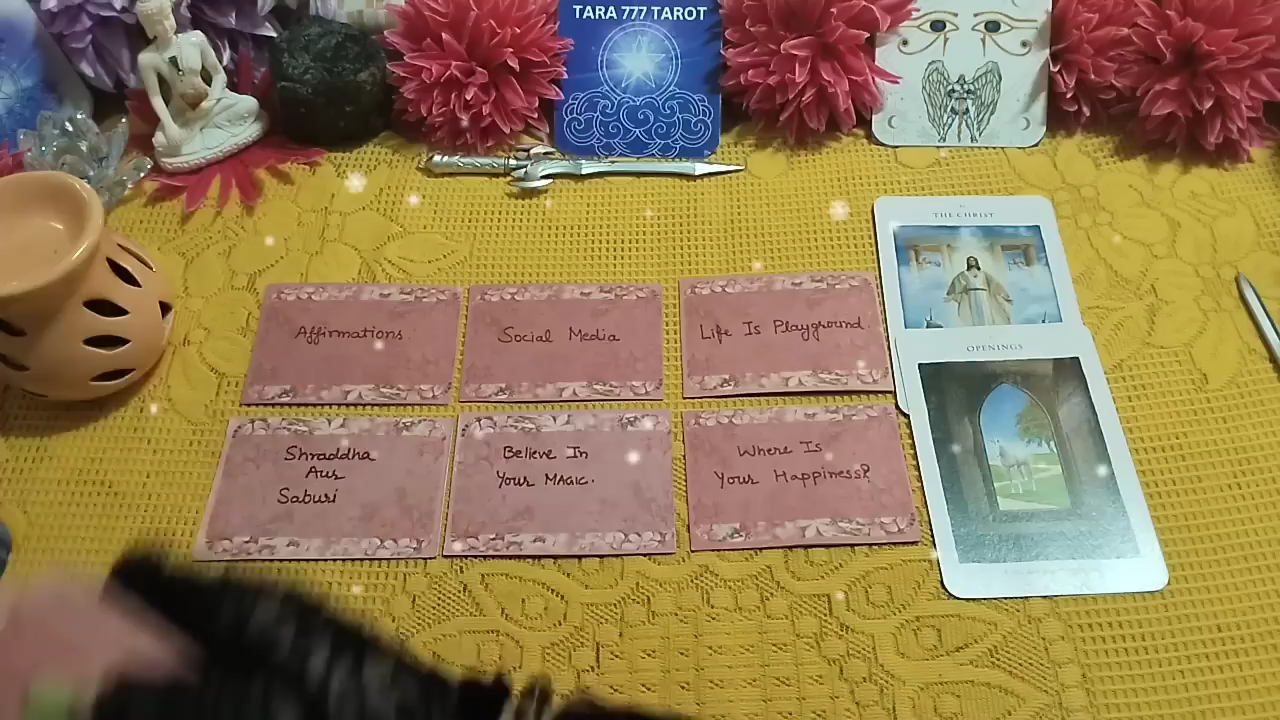 TARA 777 TAROT
THE CHRIST
Affirmations.
Social Media
Life Is Playground.
OPENINGS
Shraddha
Aur
Saburi
Believe In
Your MAGIC.
Where Is
Your Happiness?